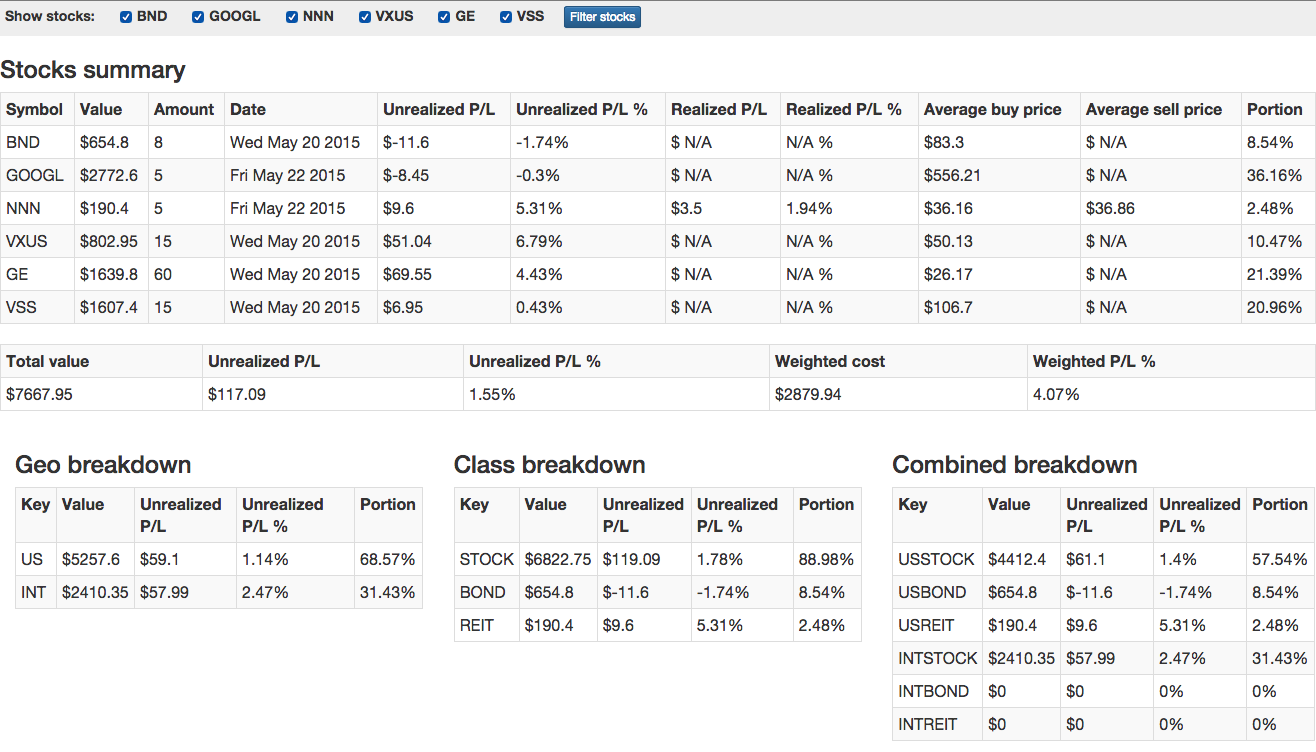 Show stocks: BND GOOGL NNN VXUS GE VSS Filter stocks
Stocks summary
Symbol Value Amount Date Unrealized P/L Unrealized P/L % Realized P/L Realized P/L % Average buy price Average sell price Portion
BND $654.8 8 Wed May 20 2015 $-11.6 -1.74% $ N/A N/A % $83.3 $ N/A 8.54%
GOOGL $2772.6 5 Fri May 22 2015 $-8.45 -0.3% $ N/A N/A % $556.21 $ N/A 36.16%
NNN $190.4 5 Fri May 22 2015 $9.6 5.31% $3.5 1.94% $36.16 $36.86 2.48%
VXUS $802.95 15 Wed May 20 2015 $51.04 6.79% $ N/A N/A % $50.13 $ N/A 10.47%
GE $1639.8 60 Wed May 20 2015 $69.55 4.43% $ N/A N/A % $26.17 $ N/A 21.39%
VSS $1607.4 15 Wed May 20 2015 $6.95 0.43% $ N/A N/A % $106.7 $ N/A 20.96%
Total value Unrealized P/L Unrealized P/L % Weighted cost Weighted P/L %
$7667.95 $117.09 1.55% $2879.94 4.07%
Geo breakdown
Key Value Unrealized P/L Unrealized P/L % Portion
US $5257.6 $59.1 1.14% 68.57%
INT $2410.35 $57.99 2.47% 31.43%
Class breakdown
Key Value Unrealized P/L Unrealized P/L % Portion
STOCK $6822.75 $119.09 1.78% 88.98%
BOND $654.8 $-11.6 -1.74% 8.54%
REIT $190.4 $9.6 5.31% 2.48%
Combined breakdown
Key Value Unrealized P/L Unrealized P/L % Portion
USSTOCK $4412.4 $61.1 1.4% 57.54%
USBOND $654.8 $-11.6 -1.74% 8.54%
USREIT $190.4 $9.6 5.31% 2.48%
INTSTOCK $2410.35 $57.99 2.47% 31.43%
INTBOND $0 $0 0% 0%
INTREIT $0 $0 0% 0%